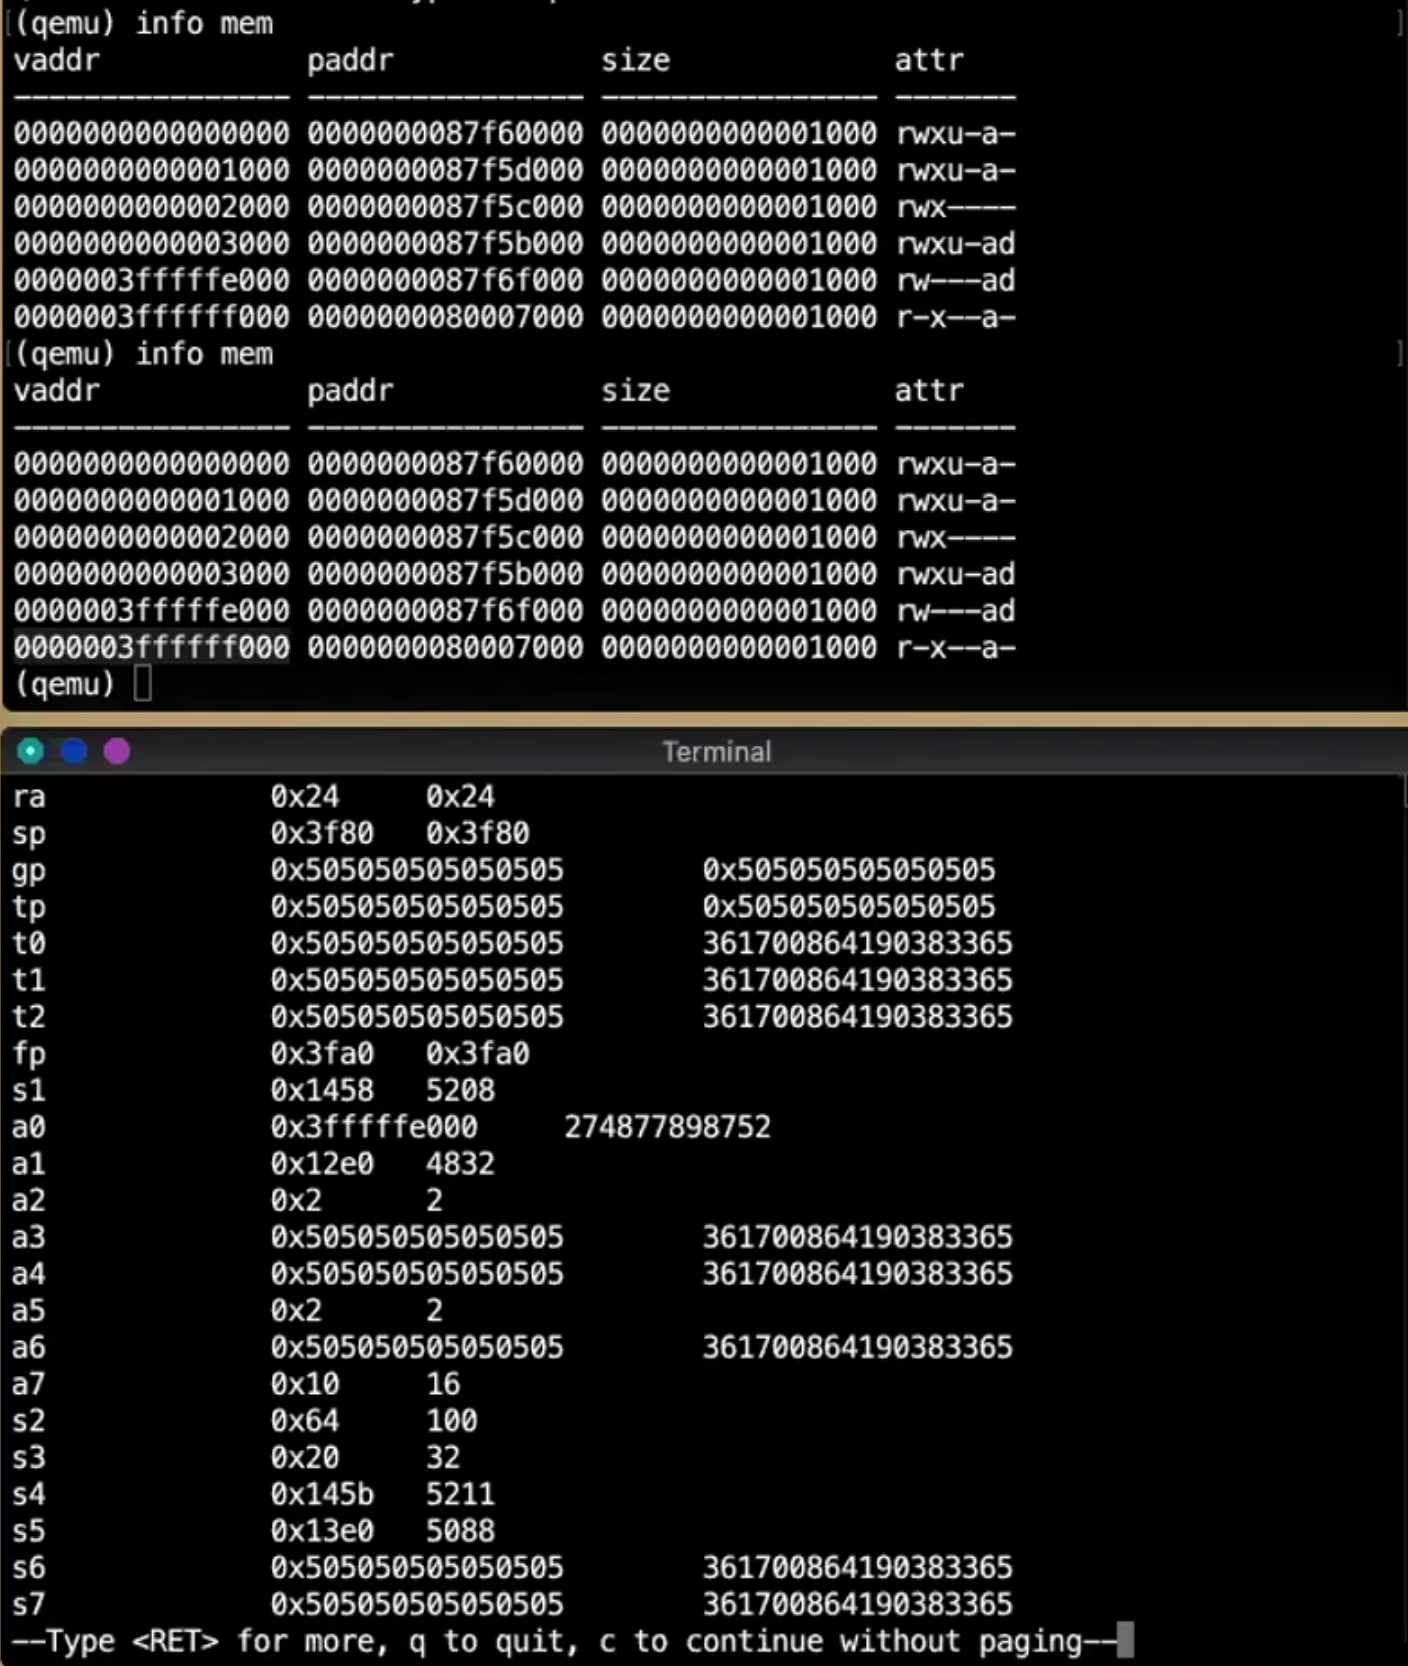 (qemu) info mem
vaddr paddr size attr
---------------- ---------------- ---------------- -------
0000000000000000 0000000087f60000 0000000000001000 rwxu-a-
0000000000001000 0000000087f5d000 0000000000001000 rwxu-a-
0000000000002000 0000000087f5c000 0000000000001000 rwx----
0000000000003000 0000000087f5b000 0000000000001000 rwxu-ad
0000003fffffe000 0000000087f6f000 0000000000001000 rw---ad
0000003ffffff000 0000000080007000 0000000000001000 r-x--a-
(qemu) info mem
vaddr paddr size attr
---------------- ---------------- ---------------- -------
0000000000000000 0000000087f60000 0000000000001000 rwxu-a-
0000000000001000 0000000087f5d000 0000000000001000 rwxu-a-
0000000000002000 0000000087f5c000 0000000000001000 rwx----
0000000000003000 0000000087f5b000 0000000000001000 rwxu-ad
0000003fffffe000 0000000087f6f000 0000000000001000 rw---ad
0000003ffffff000 0000000080007000 0000000000001000 r-x--a-
(qemu)
Terminal
ra 0x24 0x24
sp 0x3f80 0x3f80
gp 0x505050505050505 0x505050505050505
tp 0x505050505050505 0x505050505050505
t0 0x505050505050505 361700864190383365
t1 0x505050505050505 361700864190383365
t2 0x505050505050505 361700864190383365
fp 0x3fa0 0x3fa0
s1 0x1458 5208
a0 0x3fffffe000 274877898752
a1 0x12e0 4832
a2 0x2 2
a3 0x505050505050505 361700864190383365
a4 0x505050505050505 361700864190383365
a5 0x2 2
a6 0x505050505050505 361700864190383365
a7 0x10 16
s2 0x64 100
s3 0x20 32
s4 0x145b 5211
s5 0x13e0 5088
s6 0x505050505050505 361700864190383365
s7 0x505050505050505 361700864190383365
--Type <RET> for more, q to quit, c to continue without paging--